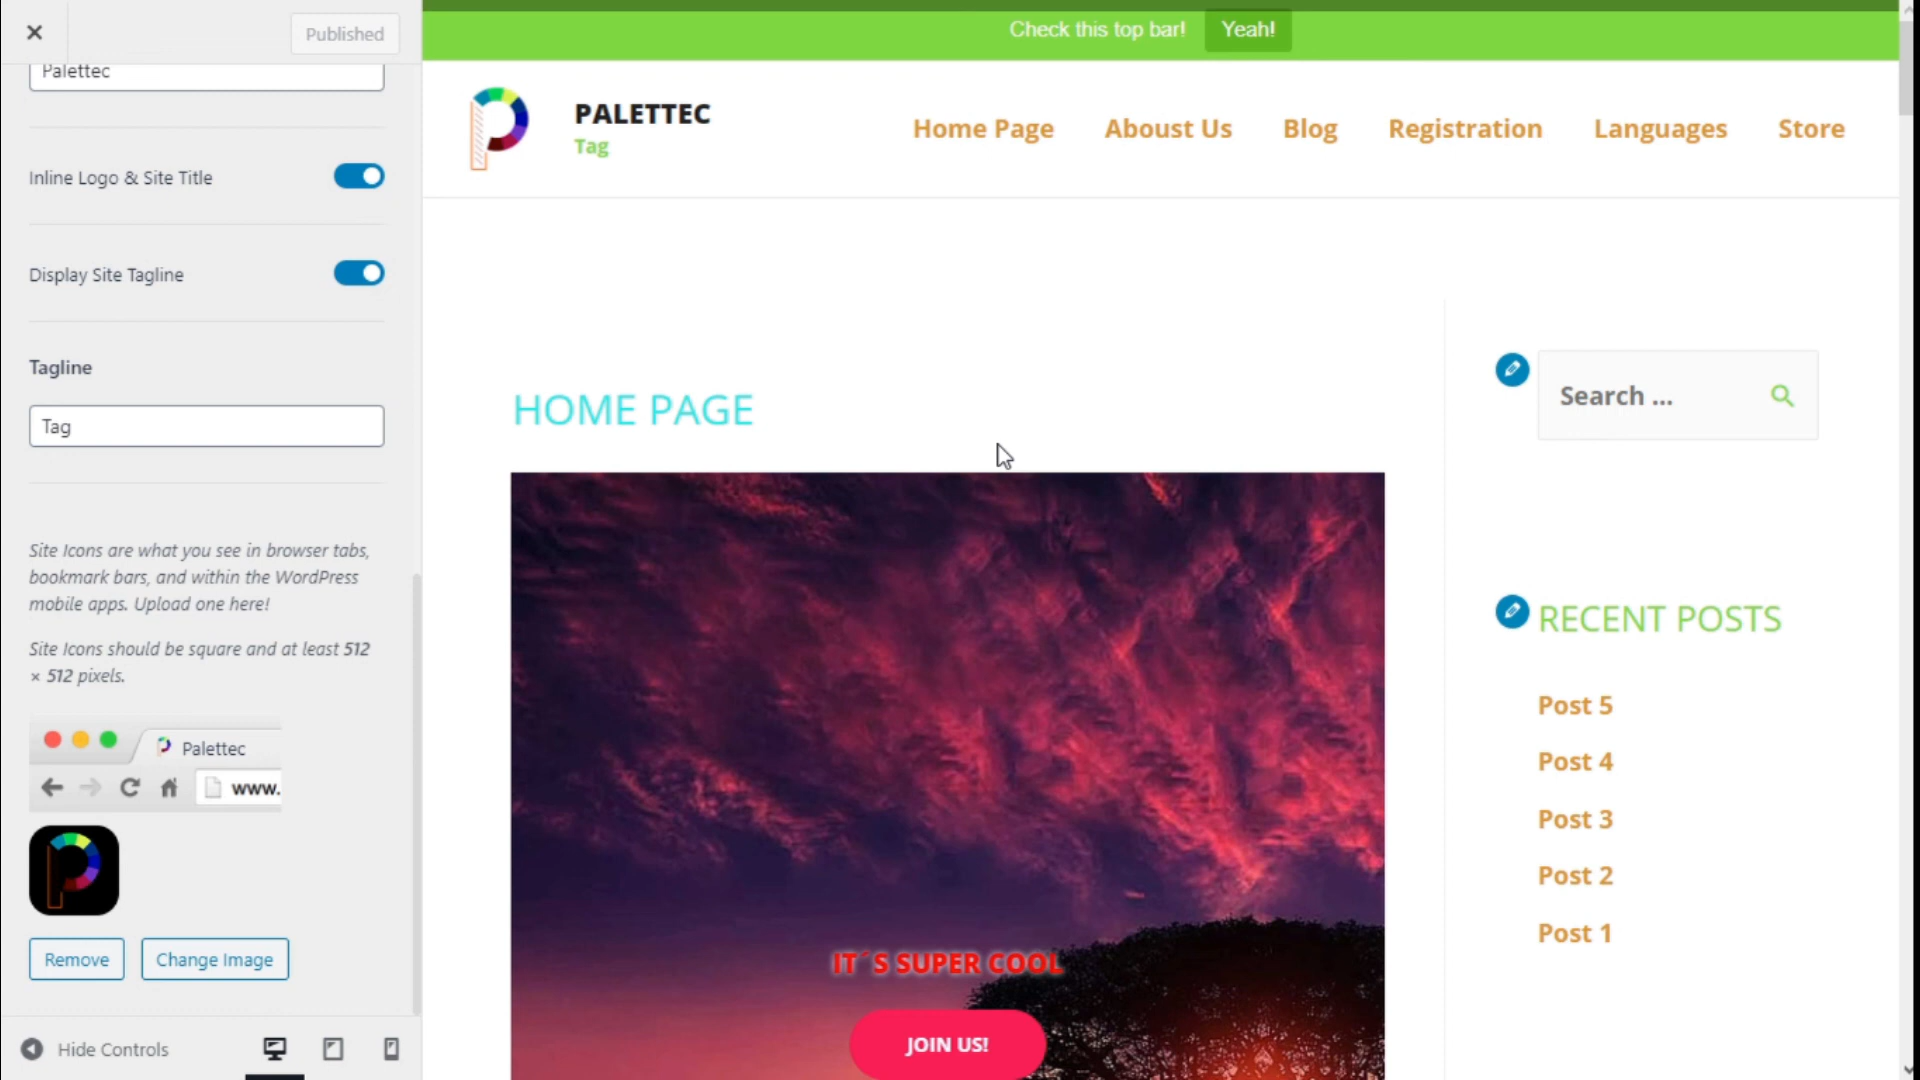 Published
Palettec
Inline Logo & Site Title
Display Site Tagline
Tagline
Tag
Site Icons are what you see in browser tabs,
bookmark bars, and within the WordPress
mobile apps. Upload one here!
Site Icons should be square and at least 512
× 512 pixels.
Palettec
www.
Remove
Change Image
Hide Controls
Check this top bar!
Yeah!
PALETTEC
Tag
Home Page
Aboust Us
Blog
Registration
Languages
Store
HOME PAGE
IT´S SUPER COOL
JOIN US!
Search ...
RECENT POSTS
Post 5
Post 4
Post 3
Post 2
Post 1